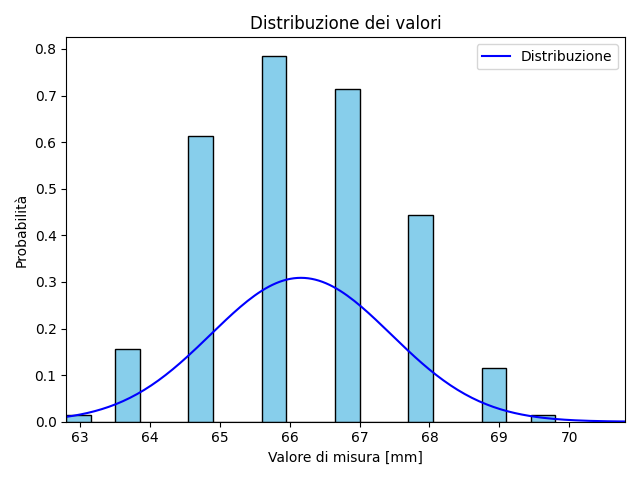 Distribuzione dei valori
Distribuzione
Probabilità
0.8
0.7
0.6
0.5
0.4
0.3
0.2
0.1
0.0
63 64 65 66 67 68 69 70
Valore di misura [mm]